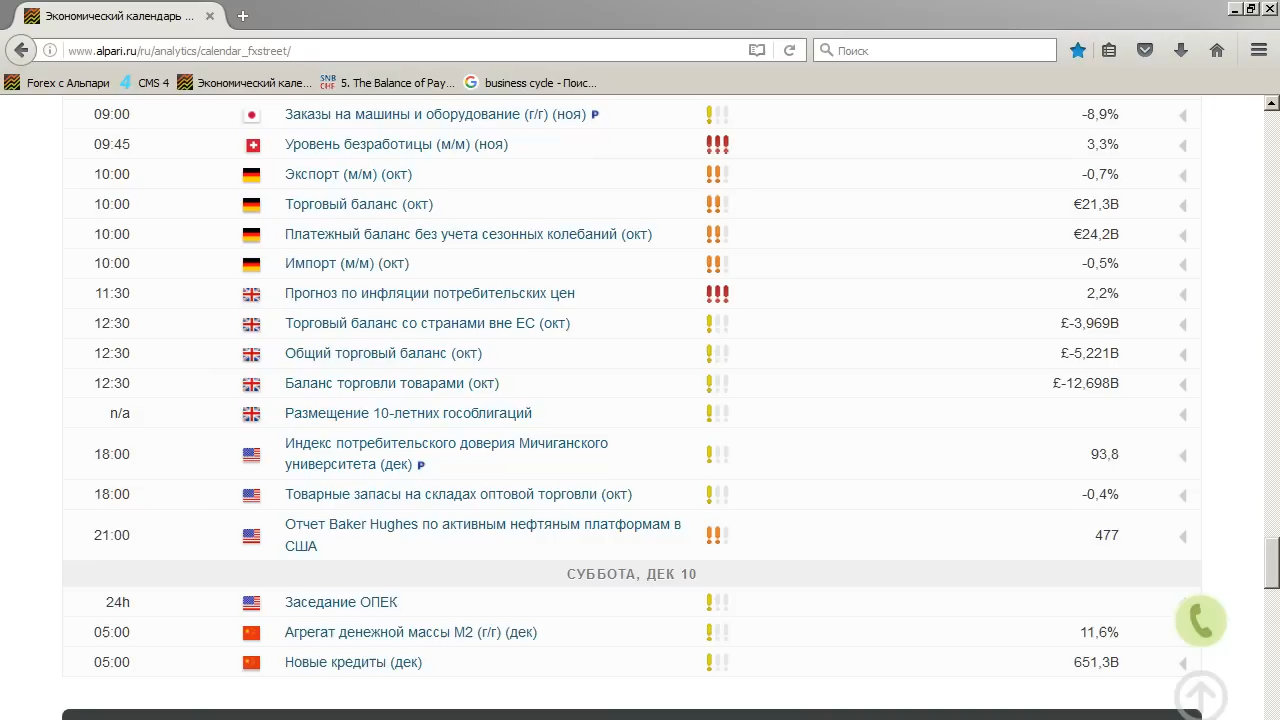 Экономический календарь ...
www.alpari.ru/ru/analytics/calendar_fxstreet/
Поиск
Forex с Альпари
CMS 4
Экономический кале...
SNB CHF
5. The Balance of Pay...
business cycle - Поис...
09:00 Заказы на машины и оборудование (г/г) (ноя) P -8,9%
09:45 Уровень безработицы (м/м) (ноя) 3,3%
10:00 Экспорт (м/м) (окт) -0,7%
10:00 Торговый баланс (окт) €21,3B
10:00 Платежный баланс без учета сезонных колебаний (окт) €24,2B
10:00 Импорт (м/м) (окт) -0,5%
11:30 Прогноз по инфляции потребительских цен 2,2%
12:30 Торговый баланс со странами вне ЕС (окт) £-3,969B
12:30 Общий торговый баланс (окт) £-5,221B
12:30 Баланс торговли товарами (окт) £-12,698B
n/a Размещение 10-летних гособлигаций
18:00 Индекс потребительского доверия Мичиганского
университета (дек) P 93,8
18:00 Товарные запасы на складах оптовой торговли (окт) -0,4%
21:00 Отчет Baker Hughes по активным нефтяным платформам в
США 477
СУББОТА, ДЕК 10
24h Заседание ОПЕК
05:00 Агрегат денежной массы М2 (г/г) (дек) 11,6%
05:00 Новые кредиты (дек) 651,3B